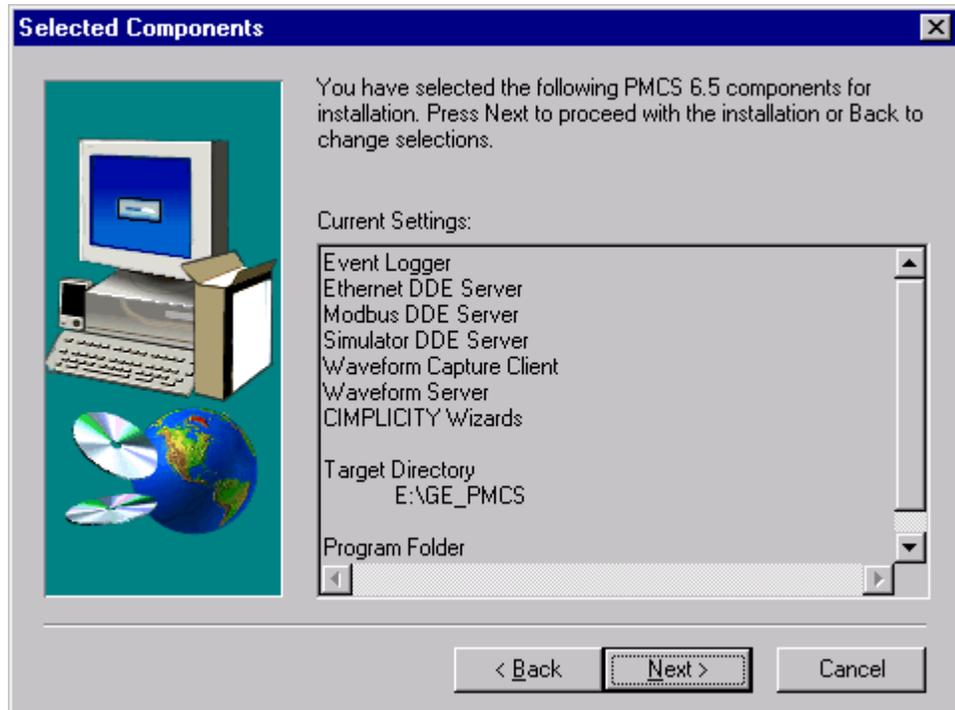 Selected Components
You have selected the following PMCS 6.5 components for
installation. Press Next to proceed with the installation or Back to
change selections.
Current Settings:
Event Logger
Ethernet DDE Server
Modbus DDE Server
Simulator DDE Server
Waveform Capture Client
Waveform Server
CIMPLICITY Wizards
Target Directory
E:\GE_PMCS
Program Folder
< Back
Next >
Cancel